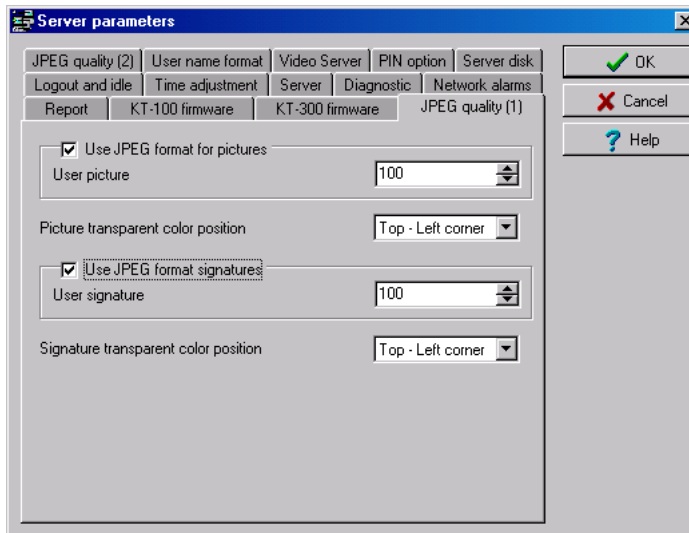 Server parameters
JPEG quality (2) User name format Video Server PIN option Server disk
Logout and idle Time adjustment Server Diagnostic Network alarms
Report KT-100 firmware KT-300 firmware JPEG quality (1)
OK
Cancel
Help
Use JPEG format for pictures
User picture 100
Picture transparent color position Top - Left corner
Use JPEG format signatures
User signature 100
Signature transparent color position Top - Left corner